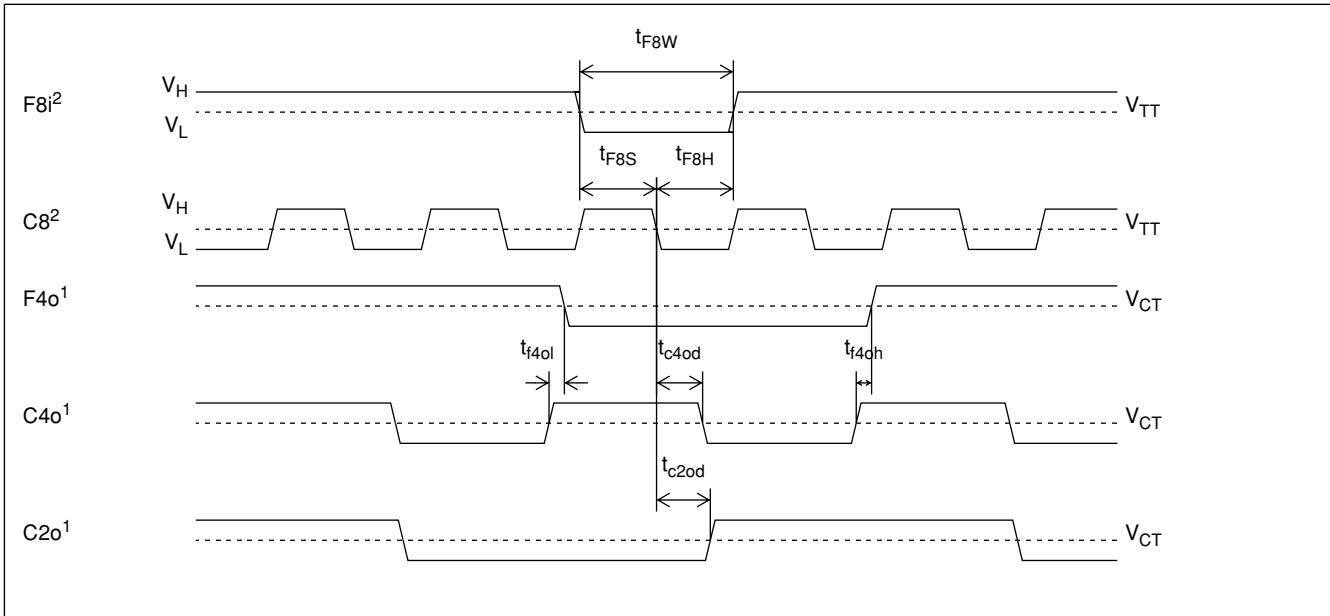 tF8W
F8i² VH VTT
VL
tF8S tF8H
C8² VH VTT
VL
F4o¹ VCT
tf4ol tc4od tf4oh
C4o¹ VCT
tc2od
C2o¹ VCT